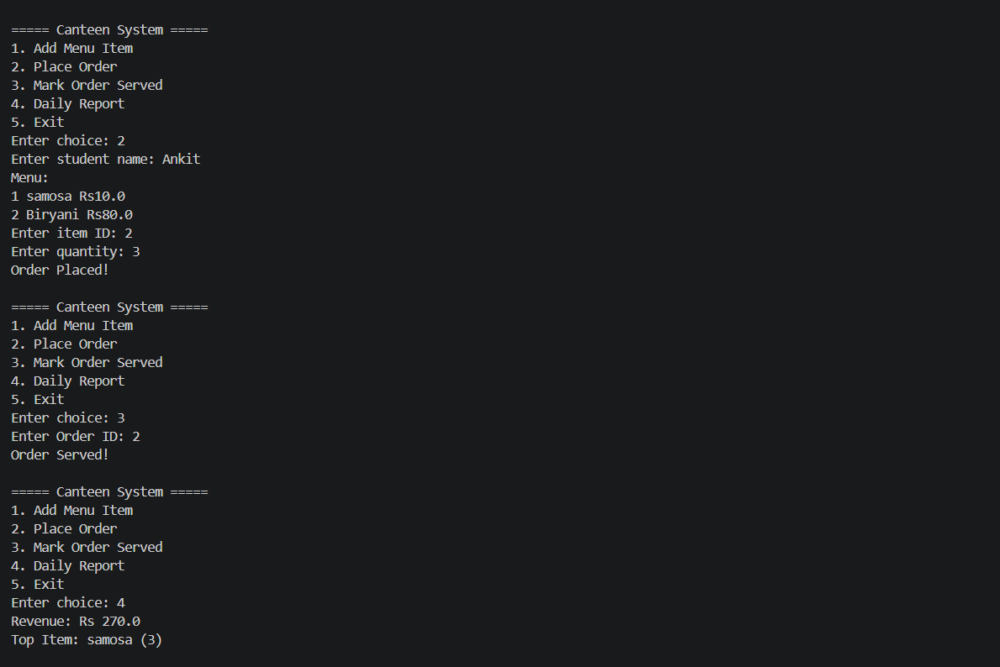 ===== Canteen System =====
1. Add Menu Item
2. Place Order
3. Mark Order Served
4. Daily Report
5. Exit
Enter choice: 2
Enter student name: Ankit
Menu:
1 samosa Rs10.0
2 Biryani Rs80.0
Enter item ID: 2
Enter quantity: 3
Order Placed!
===== Canteen System =====
1. Add Menu Item
2. Place Order
3. Mark Order Served
4. Daily Report
5. Exit
Enter choice: 3
Enter Order ID: 2
Order Served!
===== Canteen System =====
1. Add Menu Item
2. Place Order
3. Mark Order Served
4. Daily Report
5. Exit
Enter choice: 4
Revenue: Rs 270.0
Top Item: samosa (3)